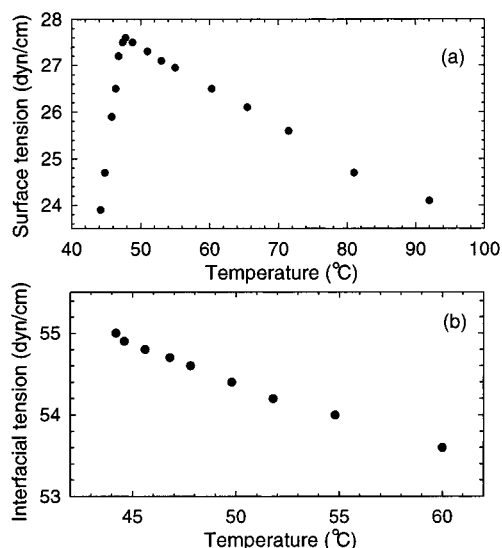 Surface tension (dyn/cm)
28
27
26
25
24
(a)
40 50 60 70 80 90 100
Temperature (°C)
Interfacial tension (dyn/cm)
55
54
53
(b)
45 50 55 60
Temperature (°C)